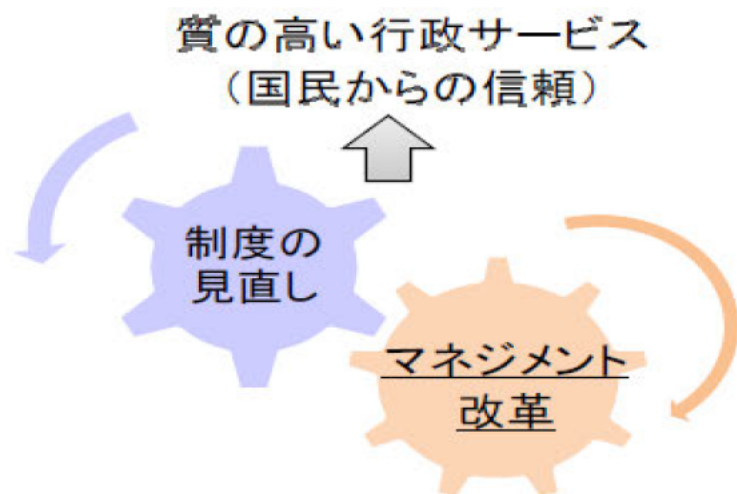 質の高い行政サービス
（国民からの信頼）
制度の
見直し
マネジメント
改革